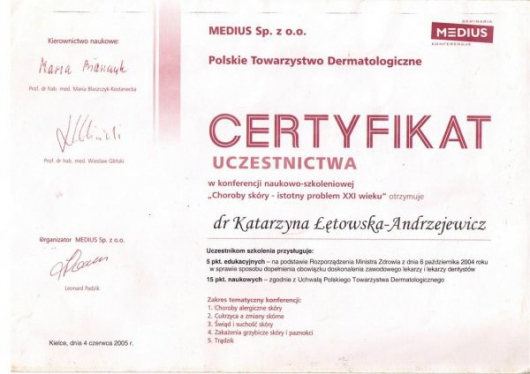 Kierownictwo naukowe:
Prof. dr hab. med. Maria Błaszczyk-Kostanecka
Prof. dr hab. med. Wiesław Gliński
Organizator MEDIUS Sp. z o.o.
Leonard Padzik
Kielce, dnia 4 czerwca 2005 r.
MEDIUS Sp. z o.o.
SEMINARIA
MEDIUS
KONFERENCJE
Polskie Towarzystwo Dermatologiczne
CERTYFIKAT
UCZESTNICTWA
w konferencji naukowo-szkoleniowej
„Choroby skóry - istotny problem XXI wieku” otrzymuje
dr Katarzyna Łętowska-Andrzejewicz
Uczestnikom szkolenia przysługuje:
5 pkt. edukacyjnych – na podstawie Rozporządzenia Ministra Zdrowia z dnia 6 października 2004 roku
w sprawie sposobu dopełnienia obowiązku doskonalenia zawodowego lekarzy i lekarzy dentystów
15 pkt. naukowych – zgodnie z Uchwałą Polskiego Towarzystwa Dermatologicznego
Zakres tematyczny konferencji:
1. Choroby alergiczne skóry
2. Cukrzyca a zmiany skórne
3. Świąd i suchość skóry
4. Zakażenia grzybicze skóry i paznokci
5. Trądzik